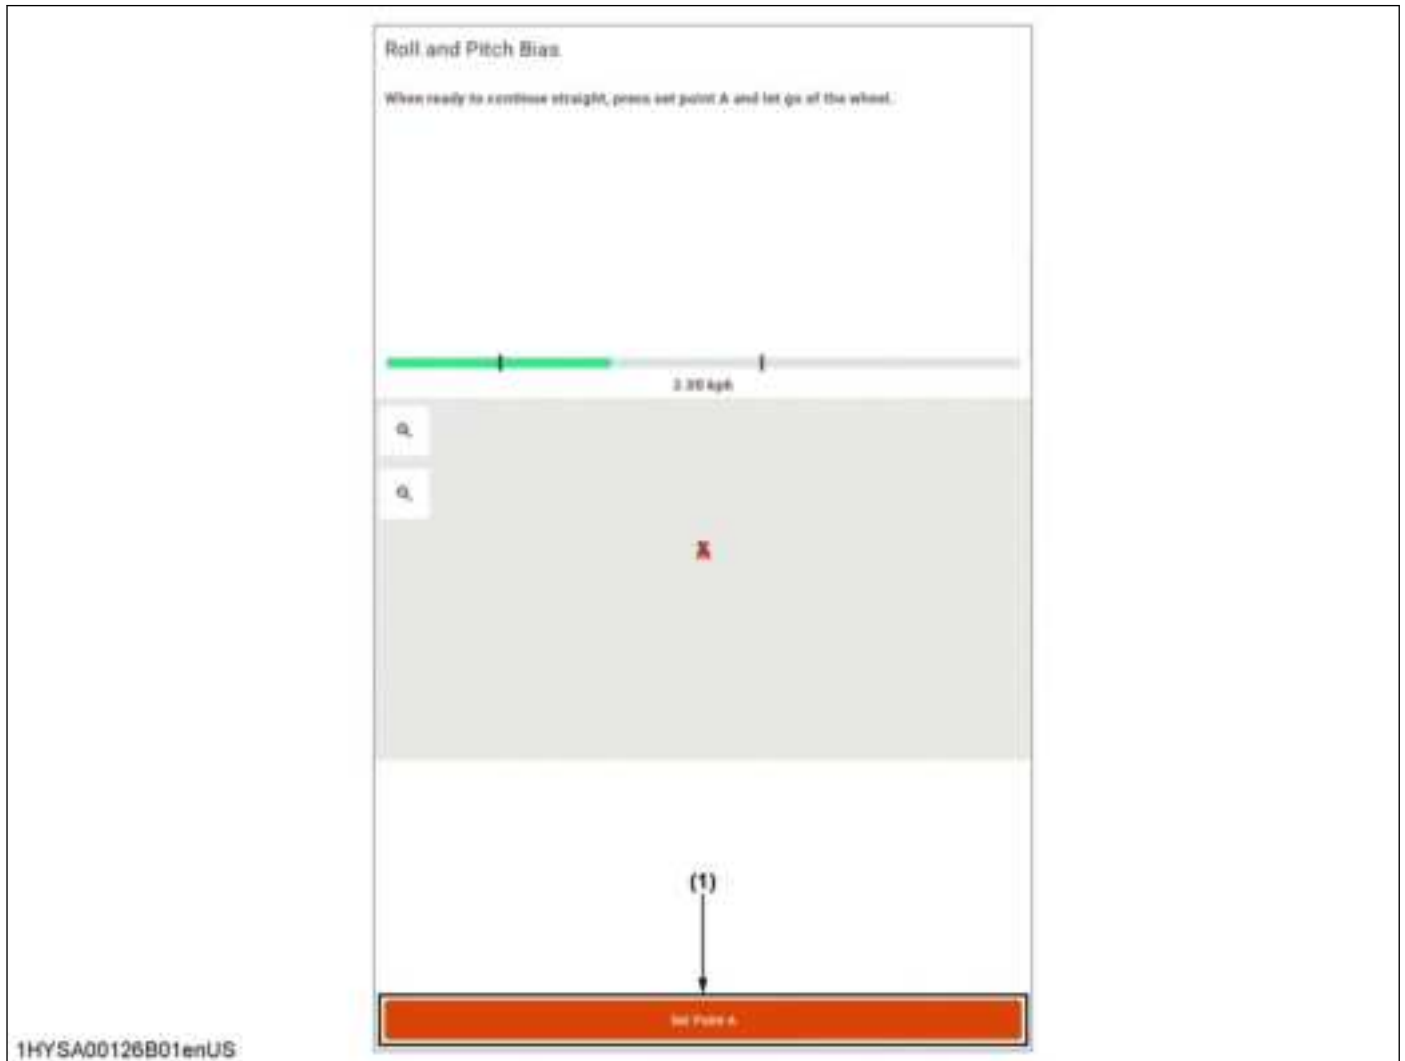 Roll and Pitch Bias
When ready to continue straight, press set point A and let go of the wheel.
kph
A
(1)
Set Point A
1HYSA00126B01enUS